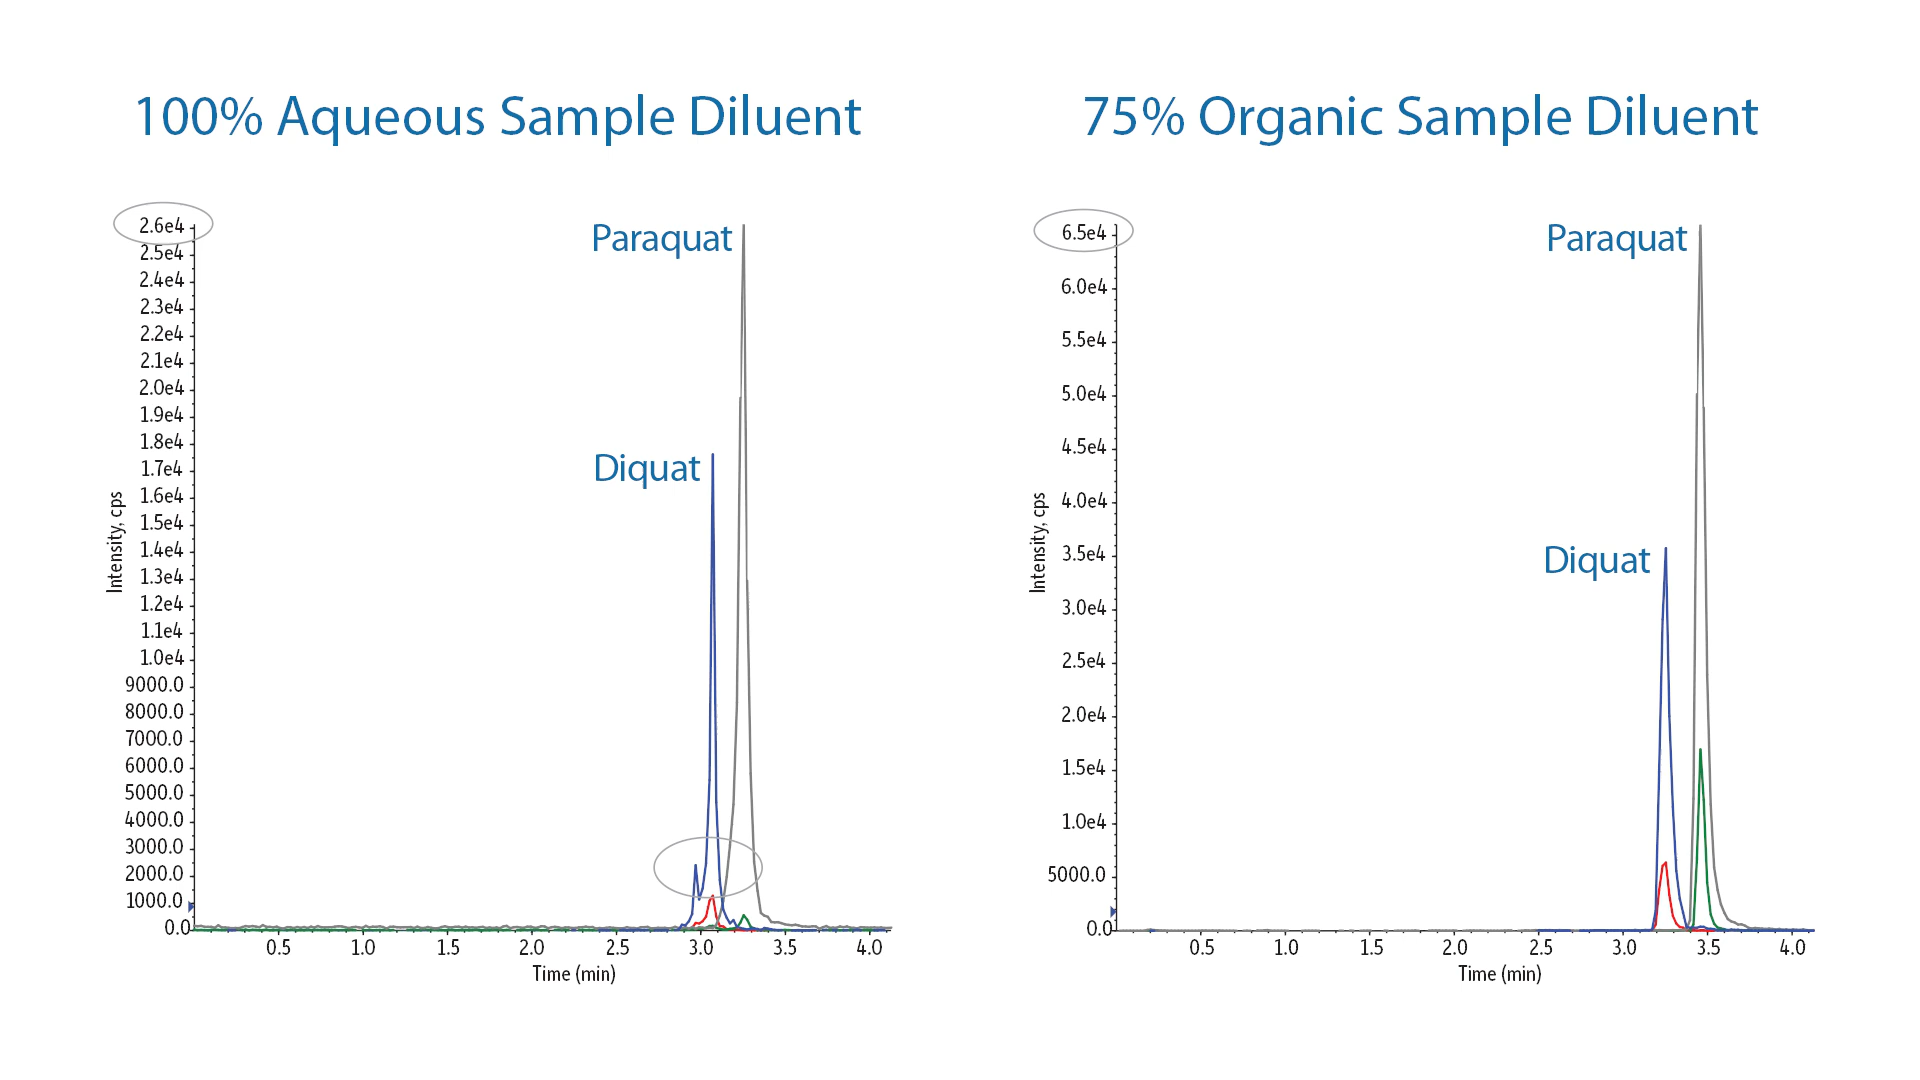 100% Aqueous Sample Diluent
2.6e4
2.5e4
2.4e4
2.3e4
2.2e4
2.1e4
2.0e4
1.9e4
1.8e4
1.7e4
1.6e4
1.5e4
1.4e4
1.3e4
1.2e4
1.1e4
1.0e4
9000.0
8000.0
7000.0
6000.0
5000.0
4000.0
3000.0
2000.0
1000.0
0.0
Intensity, cps
Paraquat
Diquat
0.5 1.0 1.5 2.0 2.5 3.0 3.5 4.0
Time (min)
75% Organic Sample Diluent
6.5e4
6.0e4
5.5e4
5.0e4
4.5e4
4.0e4
3.5e4
3.0e4
2.5e4
2.0e4
1.5e4
1.0e4
5000.0
0.0
Intensity, cps
Paraquat
Diquat
0.5 1.0 1.5 2.0 2.5 3.0 3.5 4.0
Time (min)